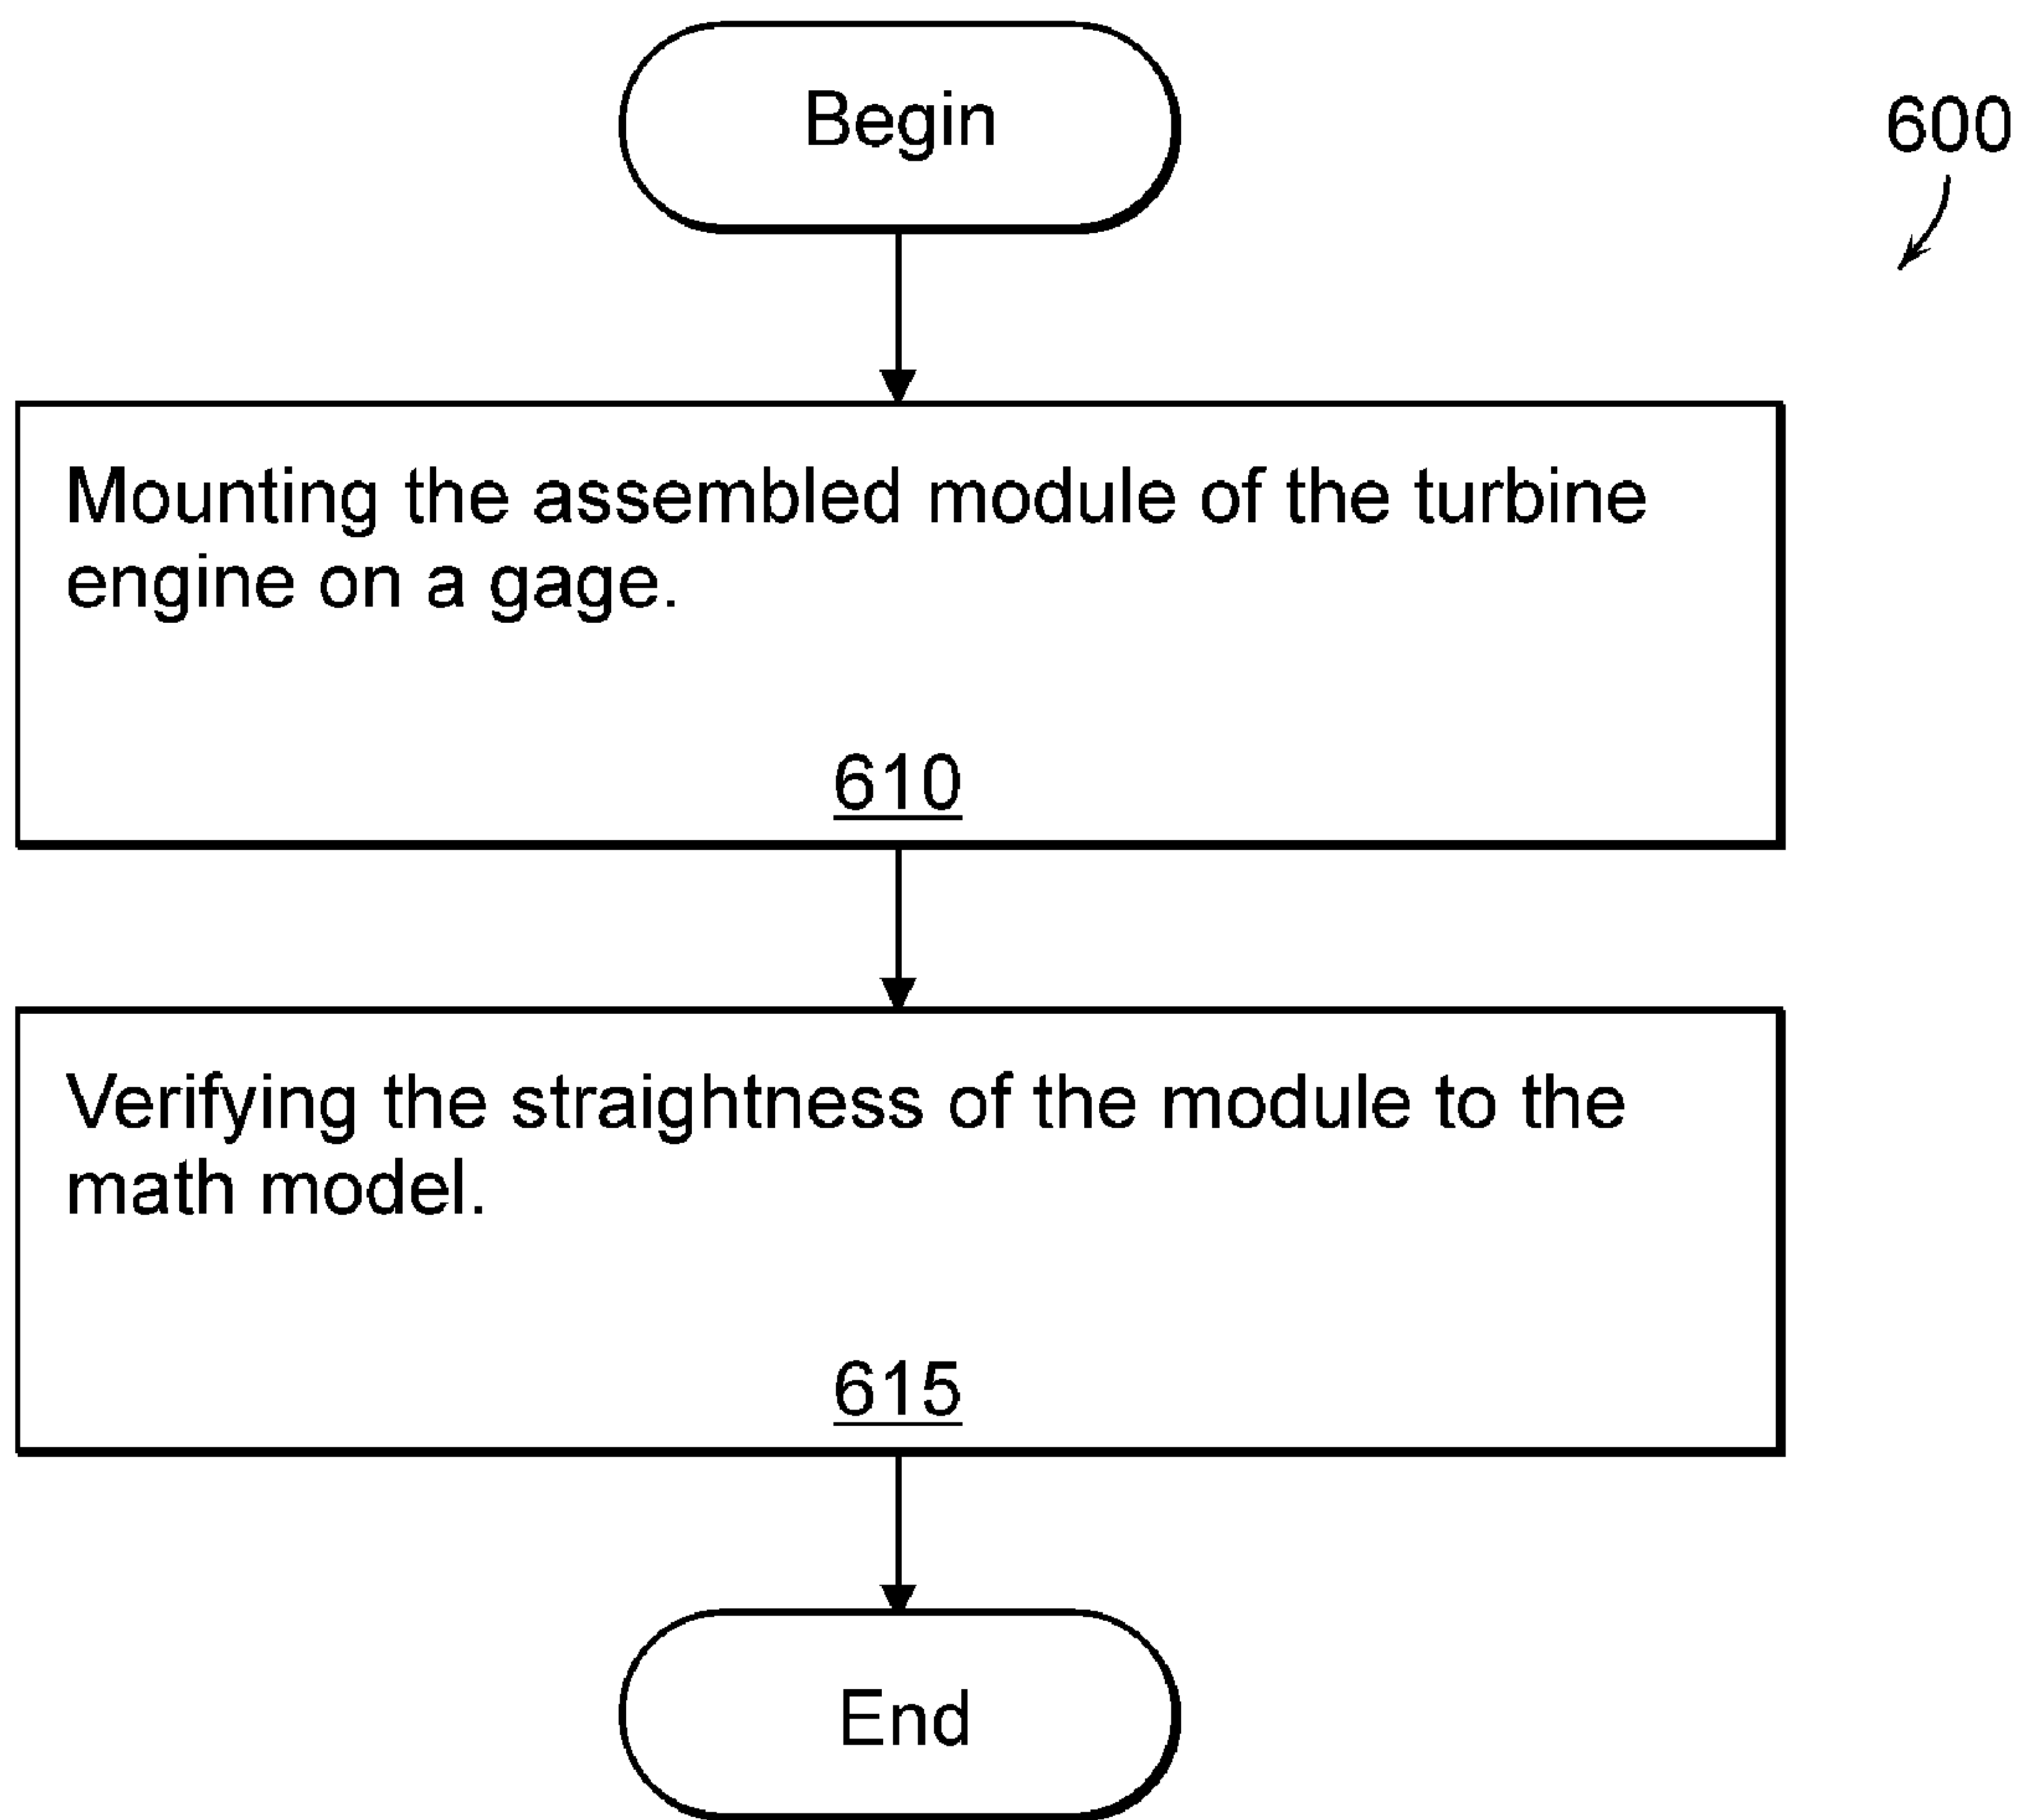 Begin
600
Mounting the assembled module of the turbine
engine on a gage.
610
Verifying the straightness of the module to the
math model.
615
End